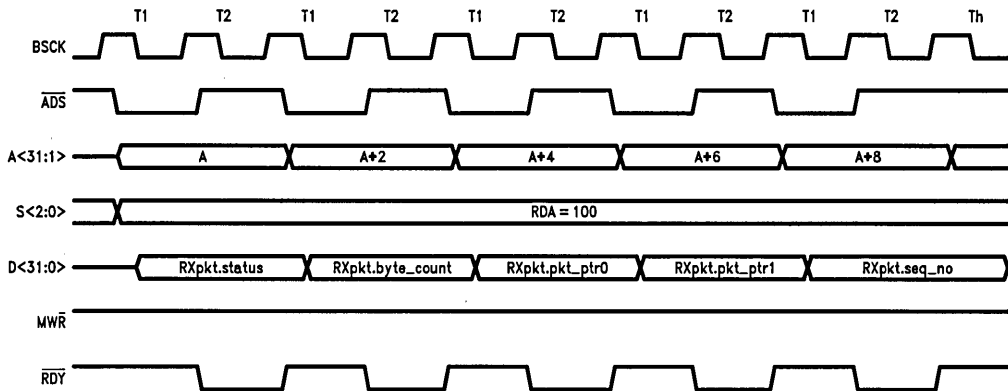 T1 T2 T1 T2 T1 T2 T1 T2 T1 T2 Th
BSCK
ADS
A<31:1> A A+2 A+4 A+6 A+8
S<2:0> RDA = 100
D<31:0> RXpkt.status RXpkt.byte_count RXpkt.pkt_ptr0 RXpkt.pkt_ptr1 RXpkt.seq_no
MWR̅
RDY